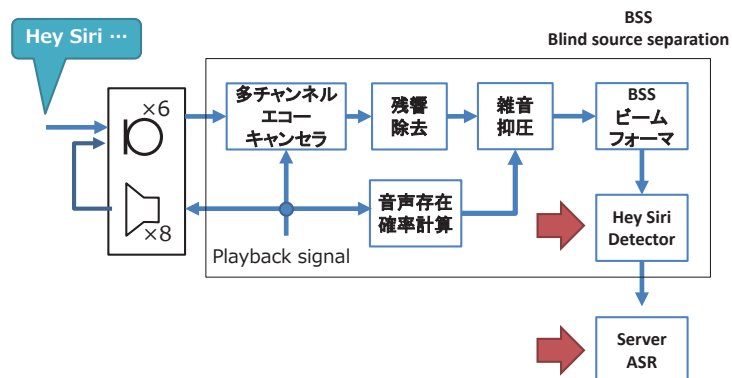 BSS
Blind source separation
Hey Siri …
×6
×8
多チャンネル
エコー
キャンセラ
残響
除去
雑音
抑圧
BSS
ビーム
フォーマ
音声存在
確率計算
Hey Siri
Detector
Playback signal
Server
ASR